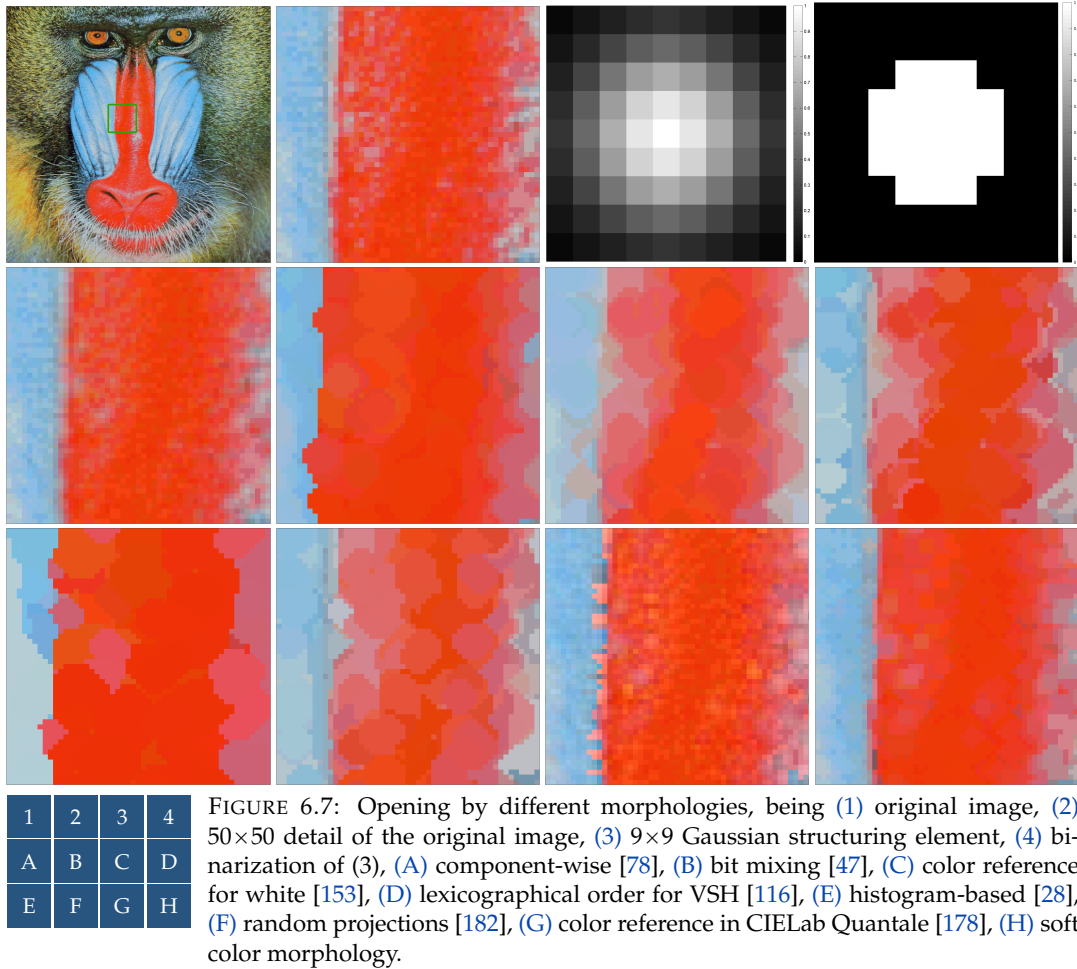 1 2 3 4
A B C D
E F G H
FIGURE 6.7: Opening by different morphologies, being (1) original image, (2)
50×50 detail of the original image, (3) 9×9 Gaussian structuring element, (4) bi-
narization of (3), (A) component-wise [78], (B) bit mixing [47], (C) color reference
for white [153], (D) lexicographical order for VSH [116], (E) histogram-based [28],
(F) random projections [182], (G) color reference in CIELab Quantale [178], (H) soft
color morphology.